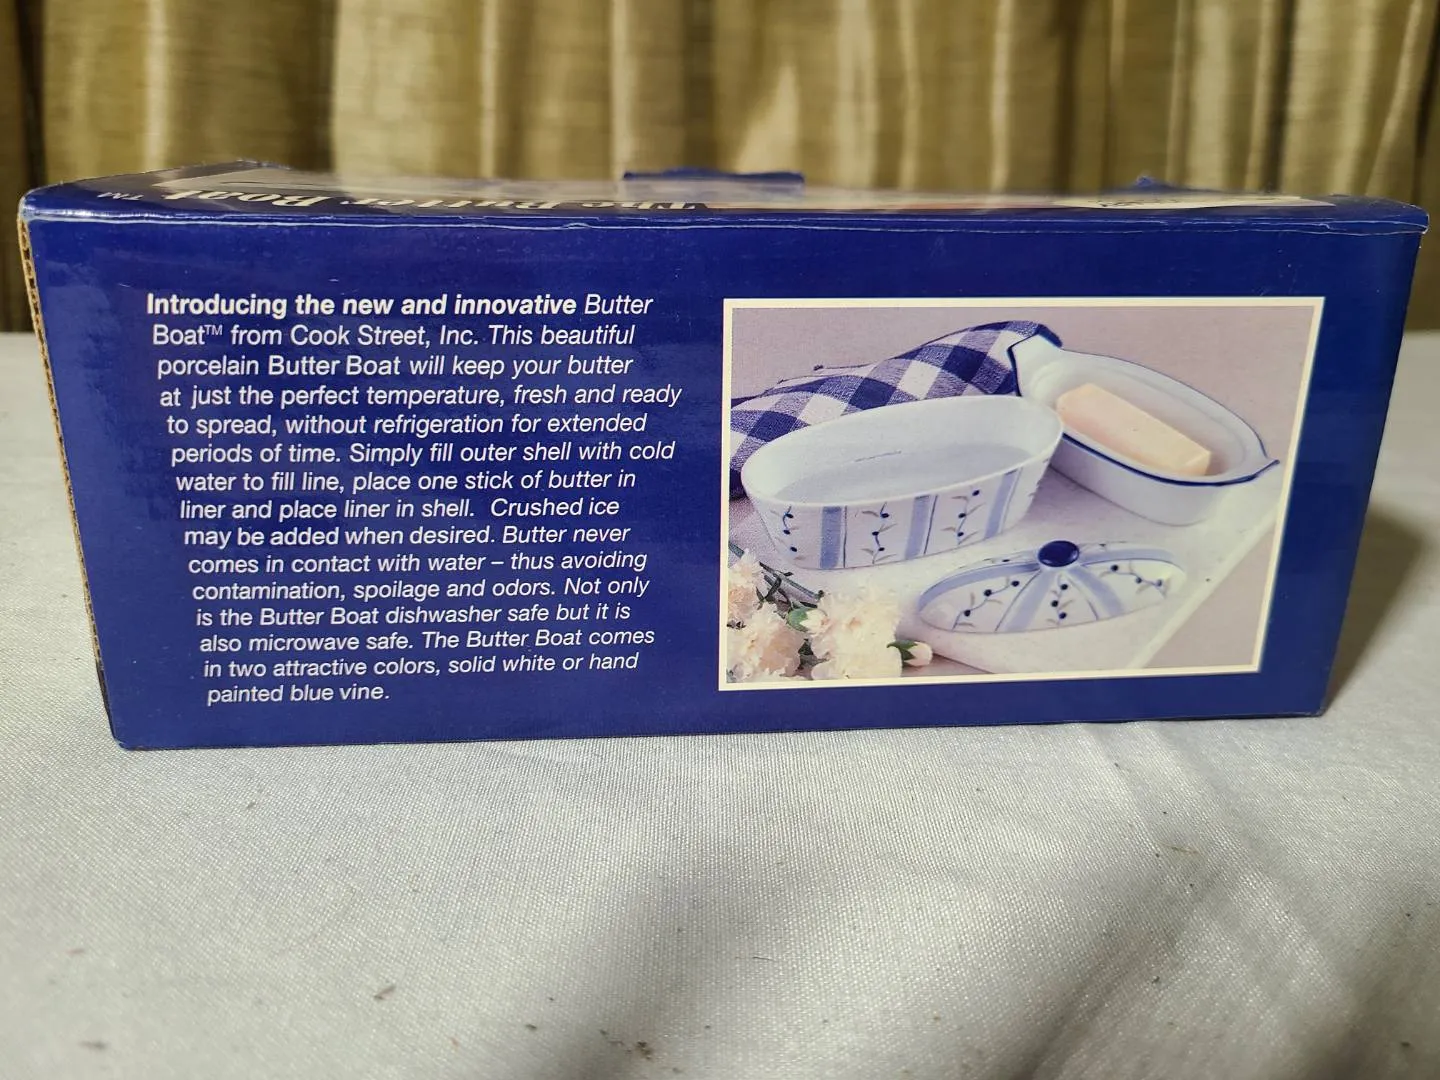 The Butter Boat™
Introducing the new and innovative Butter
Boat™ from Cook Street, Inc. This beautiful
porcelain Butter Boat will keep your butter
at just the perfect temperature, fresh and ready
to spread, without refrigeration for extended
periods of time. Simply fill outer shell with cold
water to fill line, place one stick of butter in
liner and place liner in shell. Crushed ice
may be added when desired. Butter never
comes in contact with water – thus avoiding
contamination, spoilage and odors. Not only
is the Butter Boat dishwasher safe but it is
also microwave safe. The Butter Boat comes
in two attractive colors, solid white or hand
painted blue vine.